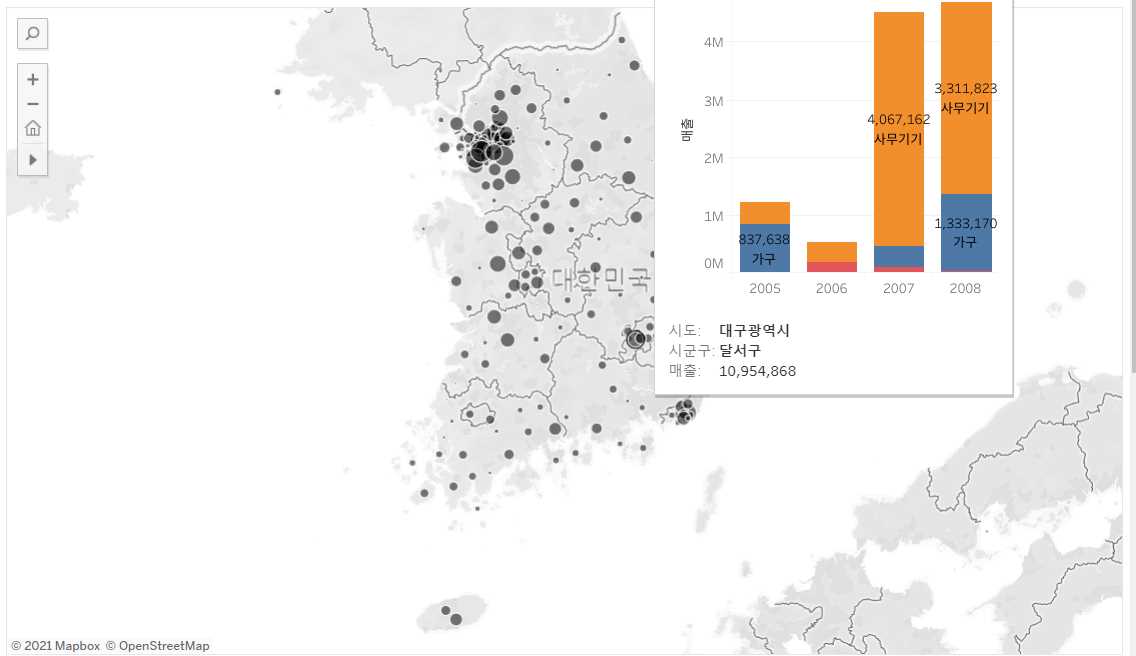 4M
3M
2M
1M
0M
매출
3,311,823
사무기기
4,067,162
사무기기
1,333,170
가구
837,638
가구
2005 2006 2007 2008
대한민국
시도: 대구광역시
시군구: 달서구
매출: 10,954,868
© 2021 Mapbox © OpenStreetMap